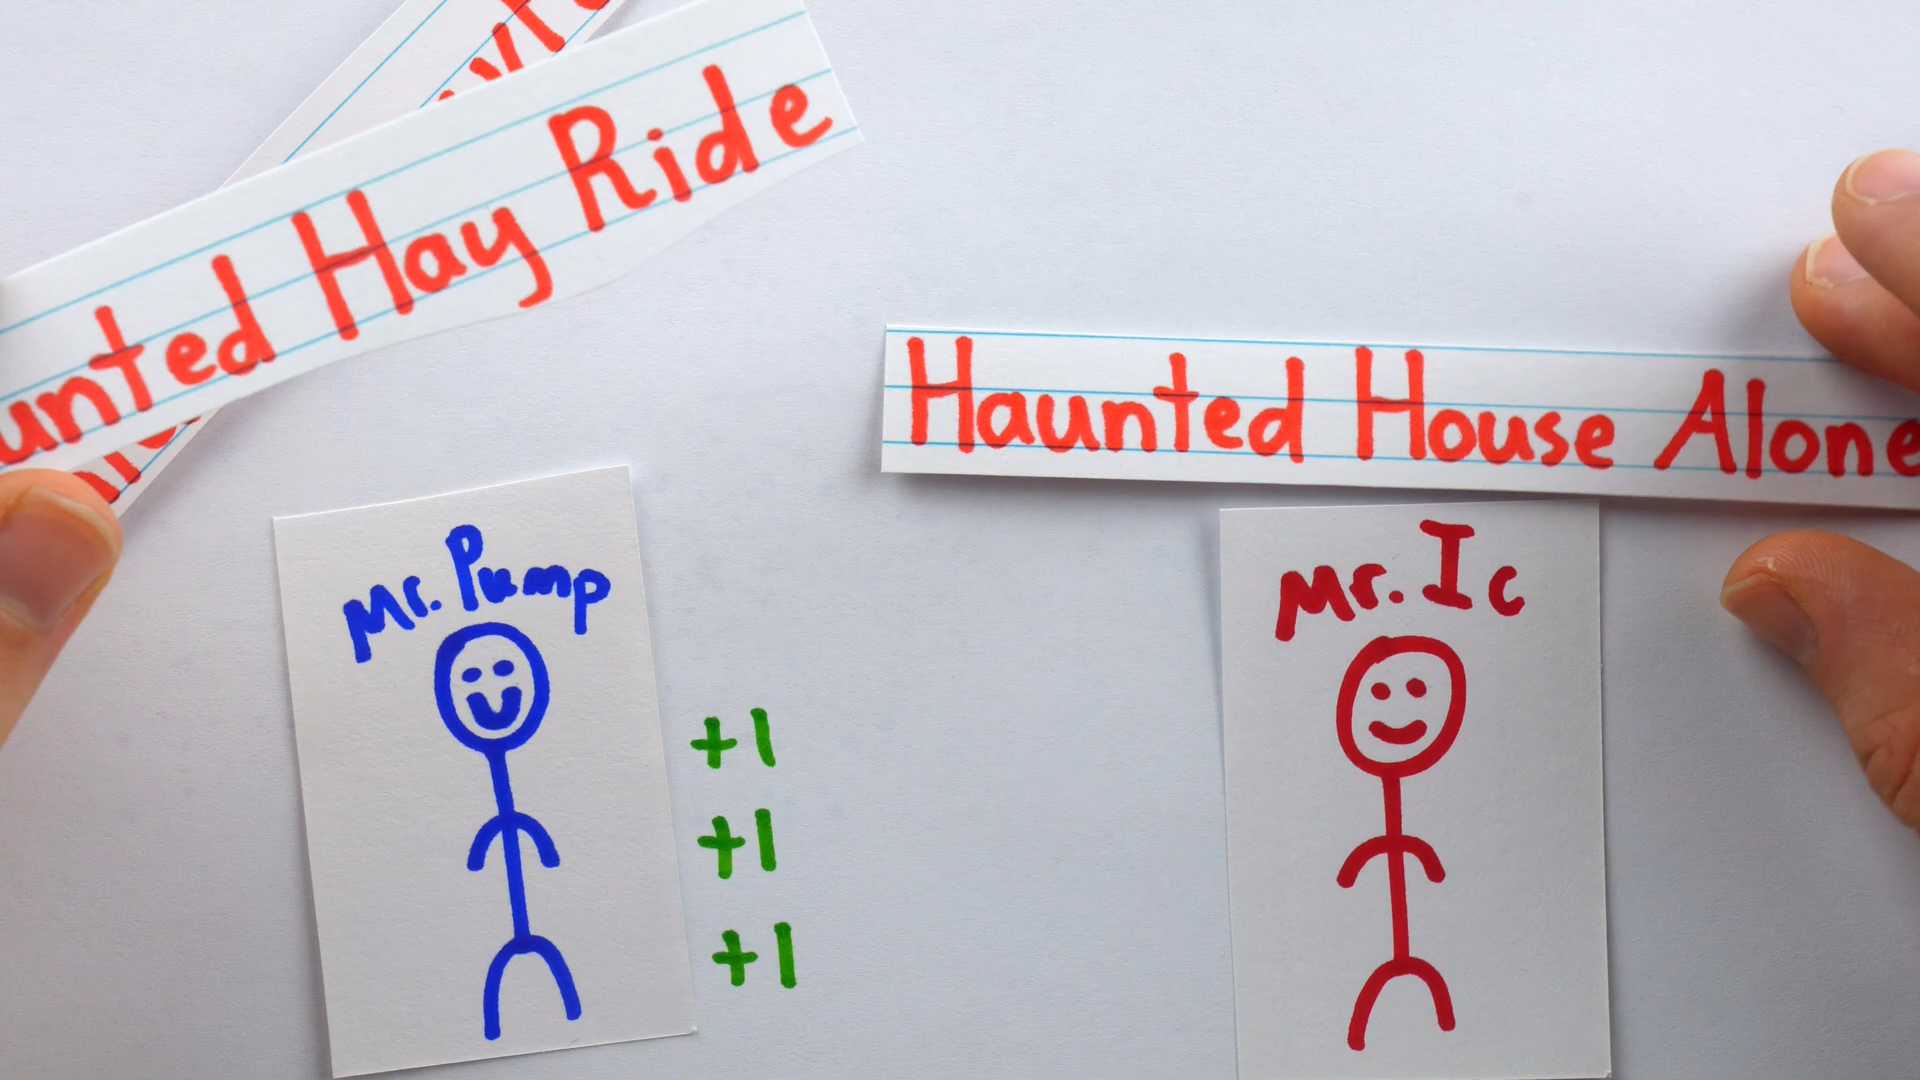 unted Hay Ride
Haunted House Alone
Mr. Pump
+1
+1
+1
Mr. Ic